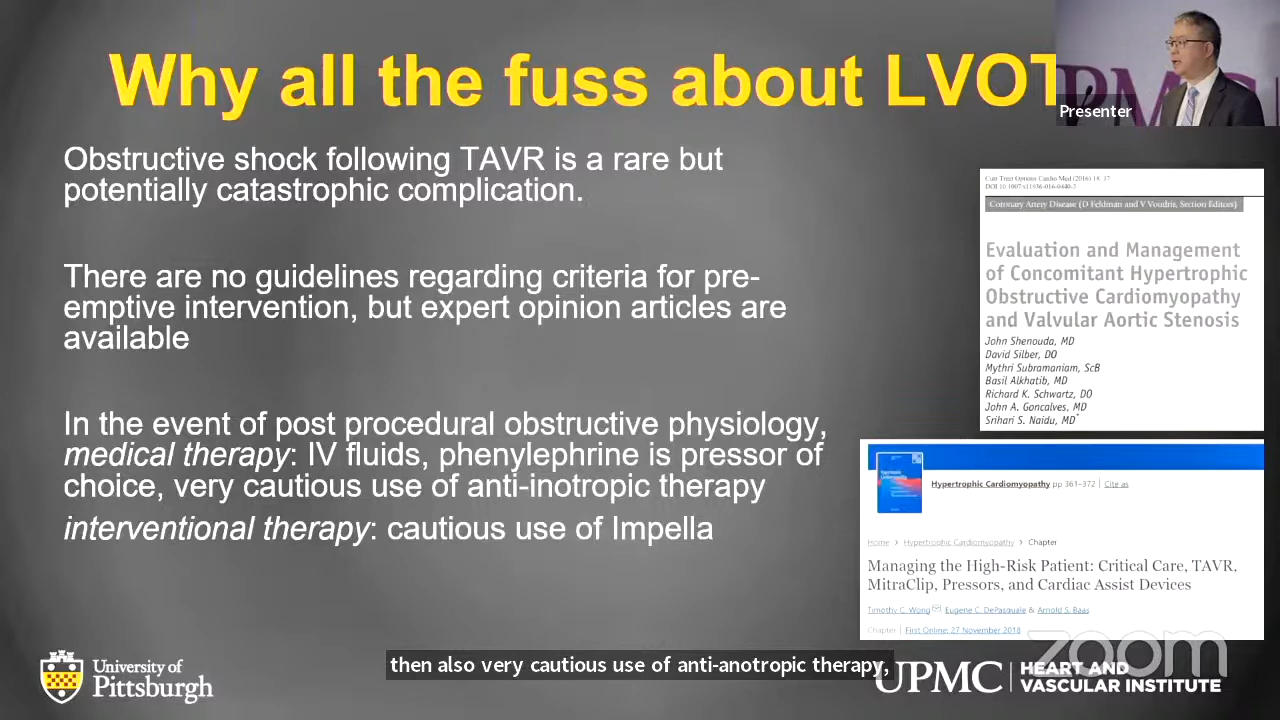 Why all the fuss about LVOT
Presenter
Obstructive shock following TAVR is a rare but
potentially catastrophic complication.
There are no guidelines regarding criteria for pre-
emptive intervention, but expert opinion articles are
available
In the event of post procedural obstructive physiology,
medical therapy: IV fluids, phenylephrine is pressor of
choice, very cautious use of anti-inotropic therapy
interventional therapy: cautious use of Impella
Coronary Artery Disease (D Feldman and V Voudris, Section Editors)
Evaluation and Management
of Concomitant Hypertrophic
Obstructive Cardiomyopathy
and Valvular Aortic Stenosis
John Shenouda, MD
David Silber, DO
Mythri Subramaniam, ScB
Basil Alkhatib, MD
Richard K. Schwartz, DO
John A. Goncalves, MD
Srihari S. Naidu, MD*
Hypertrophic Cardiomyopathy pp 361–372 | Cite as
Home > Hypertrophic Cardiomyopathy > Chapter
Managing the High-Risk Patient: Critical Care, TAVR,
MitraClip, Pressors, and Cardiac Assist Devices
Timothy C. Wong, Eugene C. DePasquale & Arnold S. Baas
Chapter | First Online: 27 November 2018
zoom
University of
Pittsburgh
then also very cautious use of anti-anotropic therapy,
UPMC | HEART AND
VASCULAR INSTITUTE